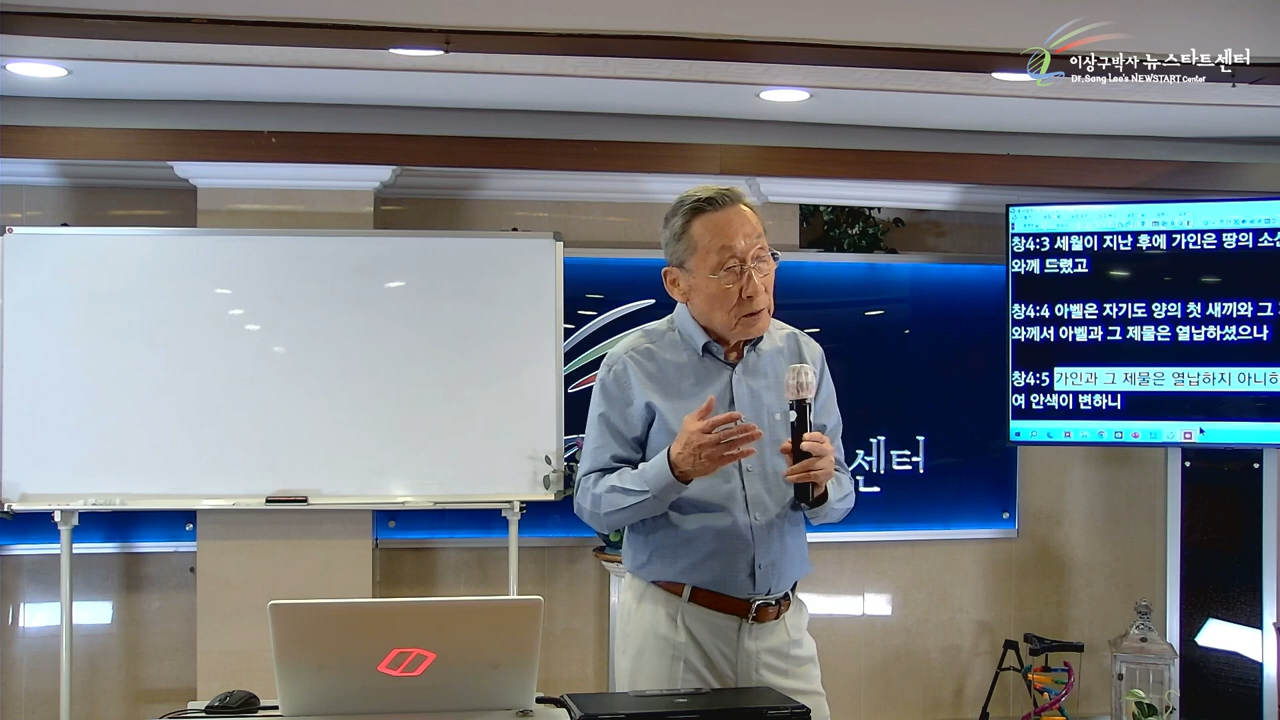 이상구박사 뉴스타트센터
Dr. Sang Lee's NEWSTART Center
창4:3 세월이 지난 후에 가인은 땅의
와께 드렸고
창4:4 아벨은 자기도 양의 첫 새끼와 그
와께서 아벨과 그 제물은 열납하셨으나
창4:5 가인과 그 제물은 열납하지 아니하
여 안색이 변하니
센터